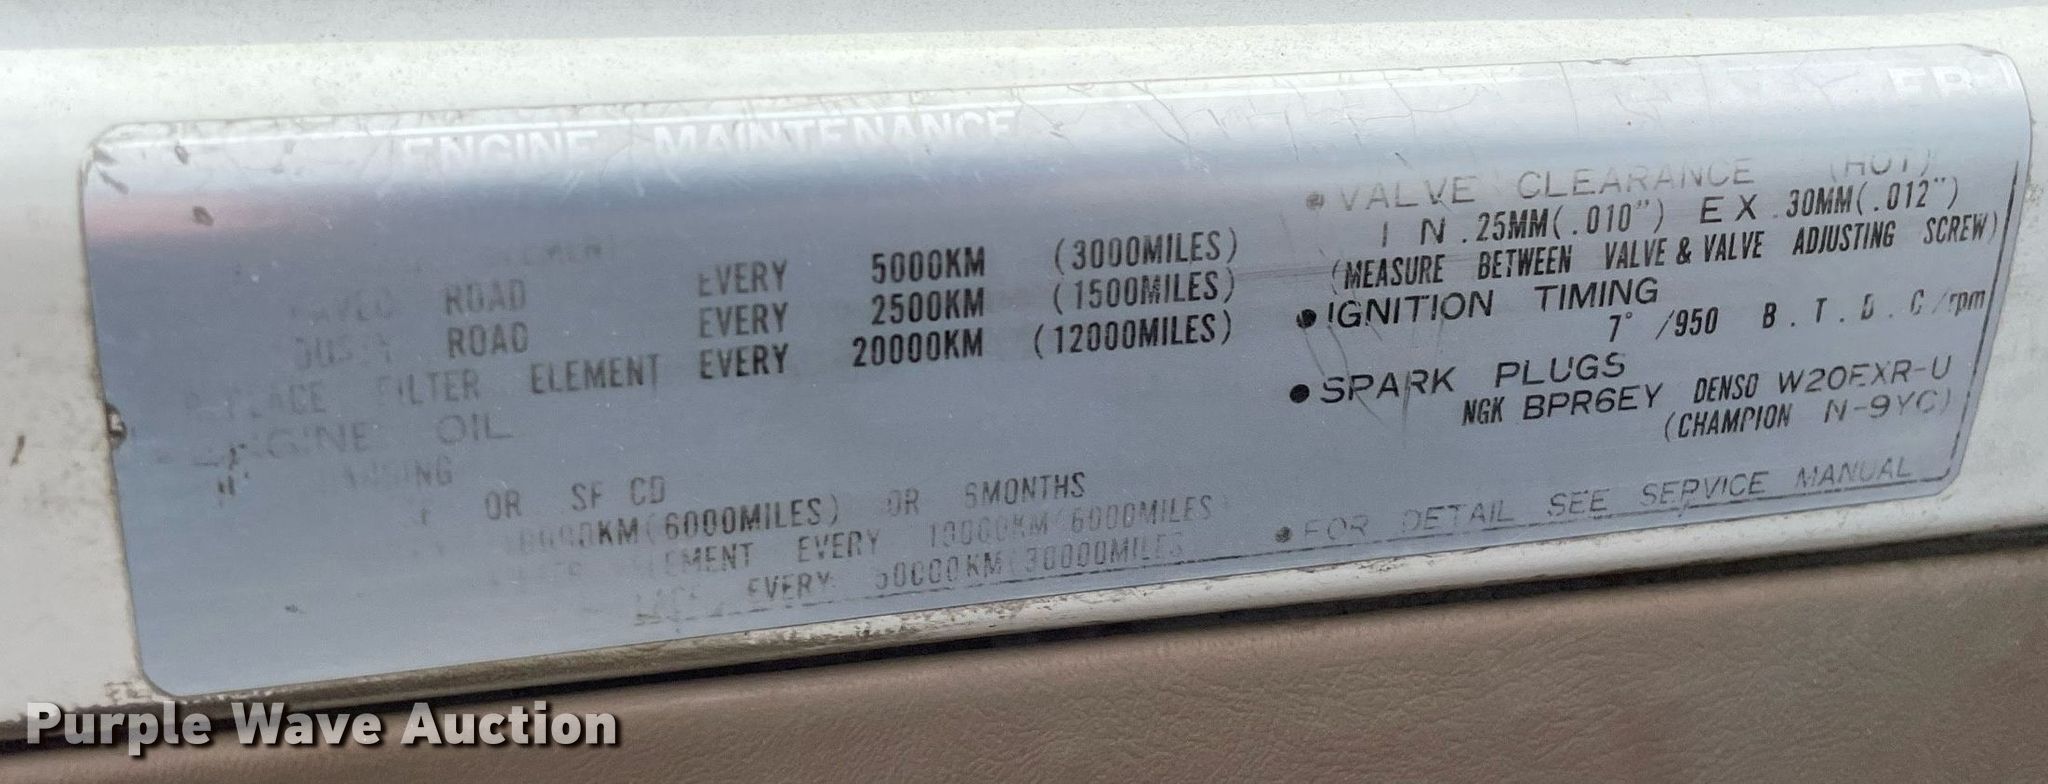 ENGINE MAINTENANCE
ROAD EVERY 5000KM (3000MILES)
ROAD EVERY 2500KM (1500MILES)
REPLACE FILTER ELEMENT EVERY 20000KM (12000MILES)
ENGINE OIL
OR SF CD
(6000MILES) OR 6MONTHS
ELEMENT EVERY 10000KM (6000MILES
EVERY 50000KM (30000MILES
• VALVE CLEARANCE (HOT)
IN .25MM(.010") EX .30MM(.012")
(MEASURE BETWEEN VALVE & VALVE ADJUSTING SCREW)
• IGNITION TIMING
7° /950 B.T.D.C/rpm
• SPARK PLUGS
NGK BPR6EY DENSO W20EXR-U
(CHAMPION N-9YC)
• FOR DETAIL SEE SERVICE MANUAL
Purple Wave Auction